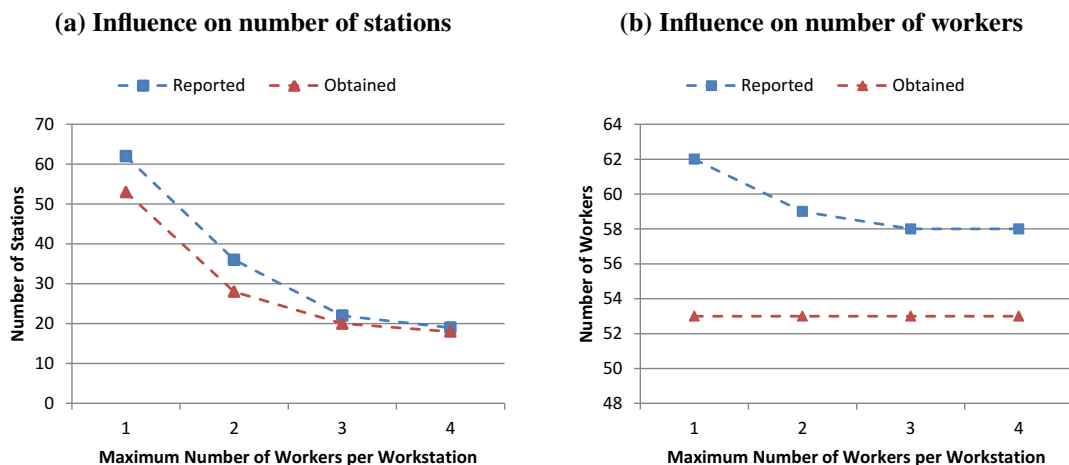 (a) Influence on number of stations
Reported Obtained
70
60
50
40
30
20
10
0
Number of Stations
1 2 3 4
Maximum Number of Workers per Workstation
(b) Influence on number of workers
Reported Obtained
64
62
60
58
56
54
52
50
48
Number of Workers
1 2 3 4
Maximum Number of Workers per Workstation